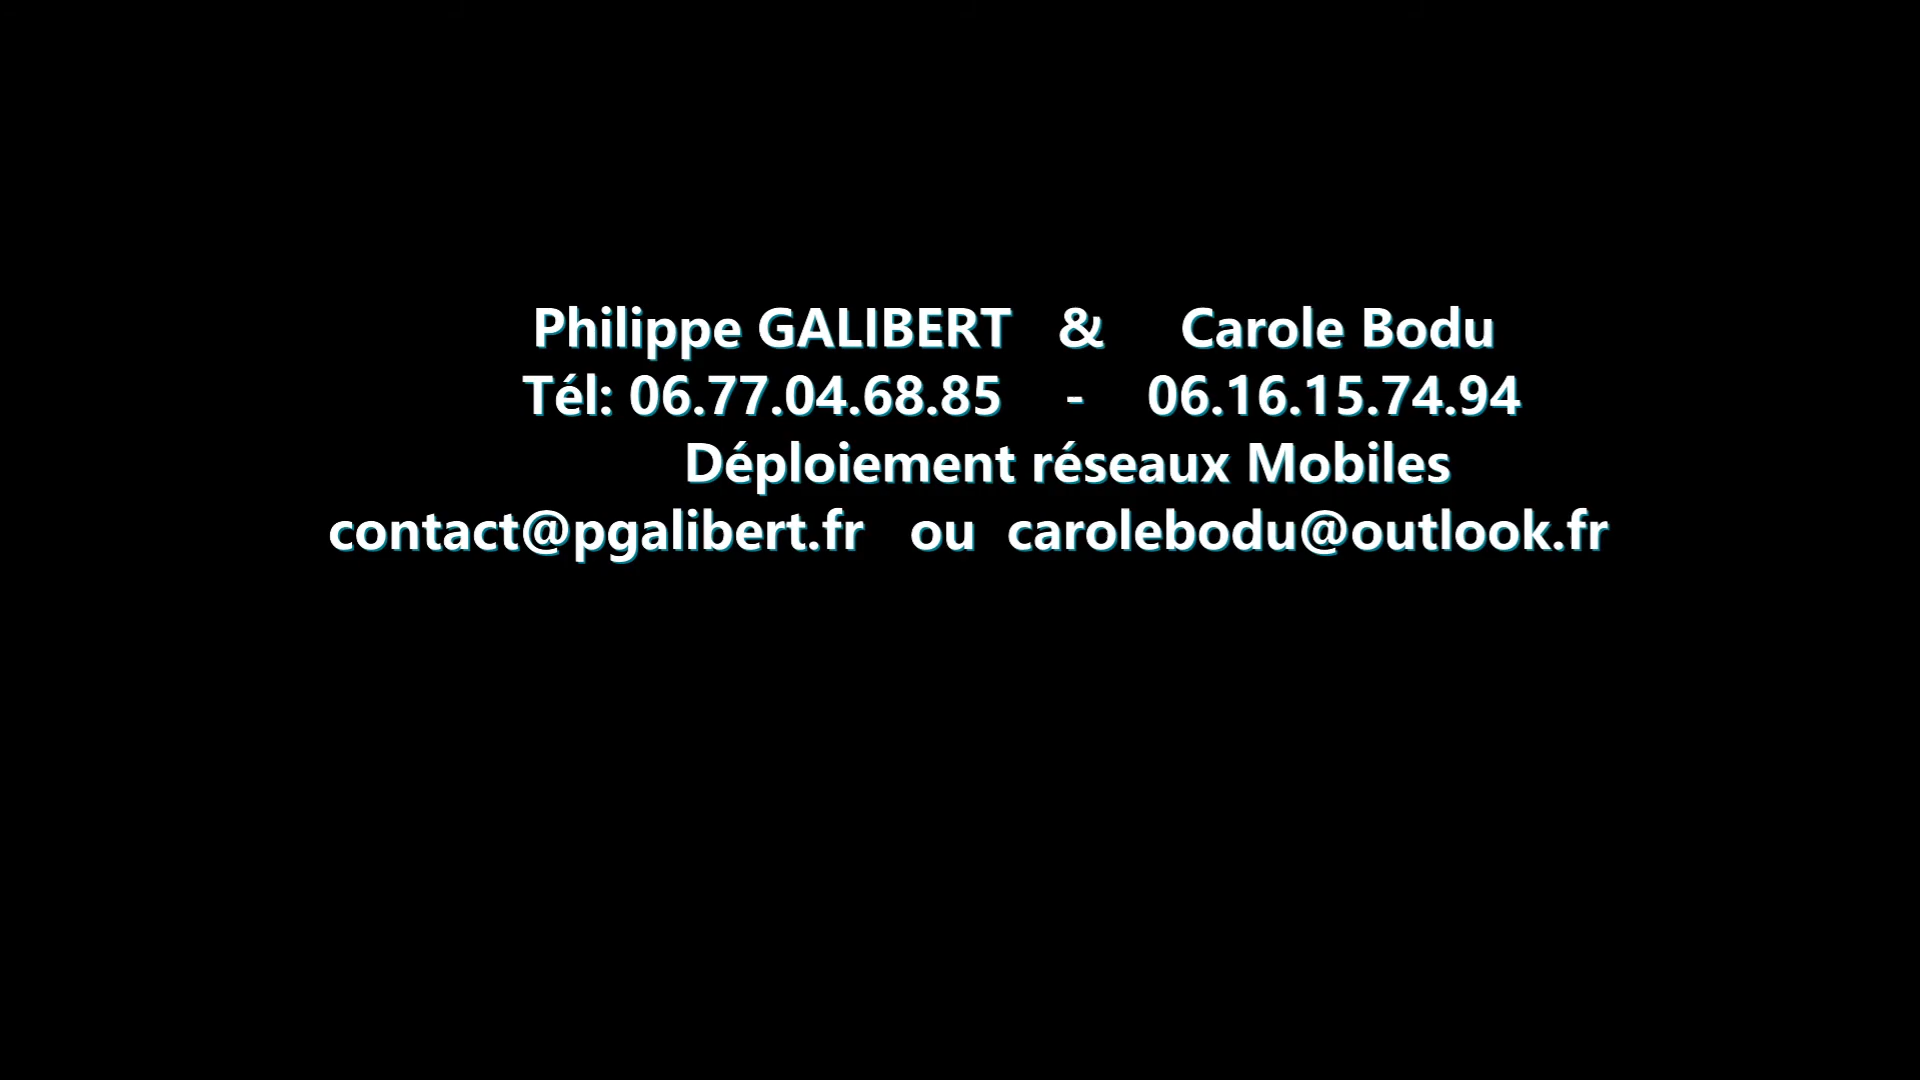 Philippe GALIBERT & Carole Bodu
Tél: 06.77.04.68.85 - 06.16.15.74.94
Déploiement réseaux Mobiles
contact@pgalibert.fr ou carolebodu@outlook.fr